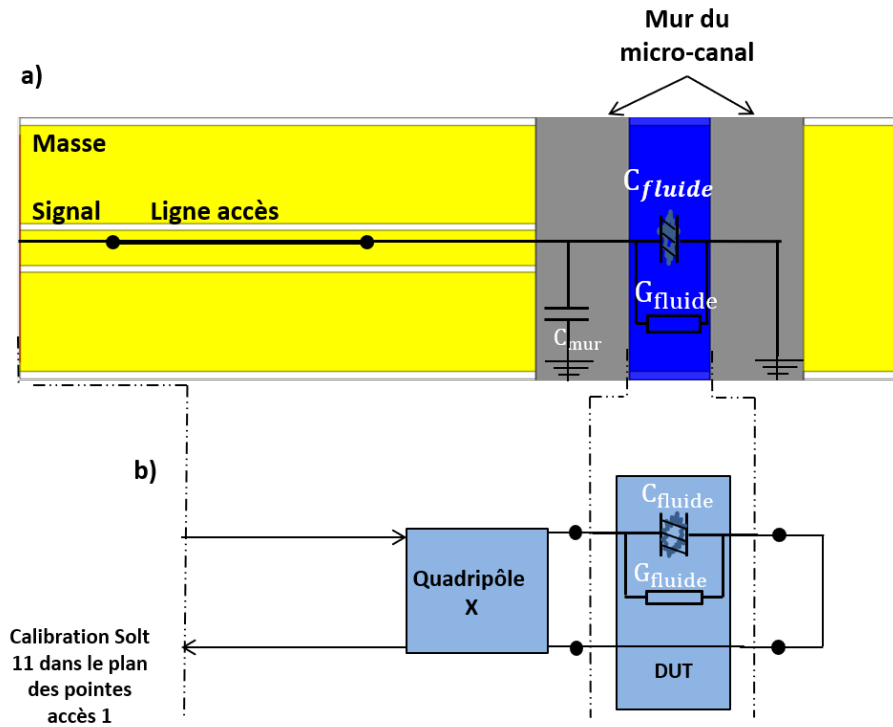 Mur du
micro-canal
a)
Masse
Signal
Ligne accès
C_fluide
G_fluide
C_mur
b)
C_fluide
G_fluide
Quadripôle
X
DUT
Calibration Solt
11 dans le plan
des pointes
accès 1